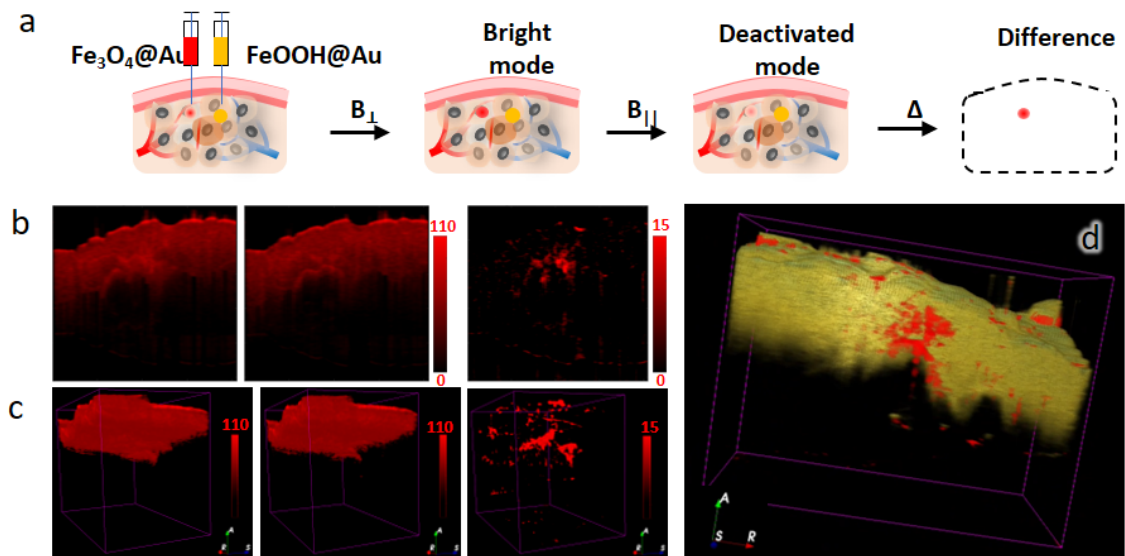 a
Fe₃O₄@Au
FeOOH@Au
B⊥
Bright
mode
B||
Deactivated
mode
Δ
Difference
b
110
0
15
0
d
c
110
110
15
A
R
S
A
R
S
A
R
S
A
S
R